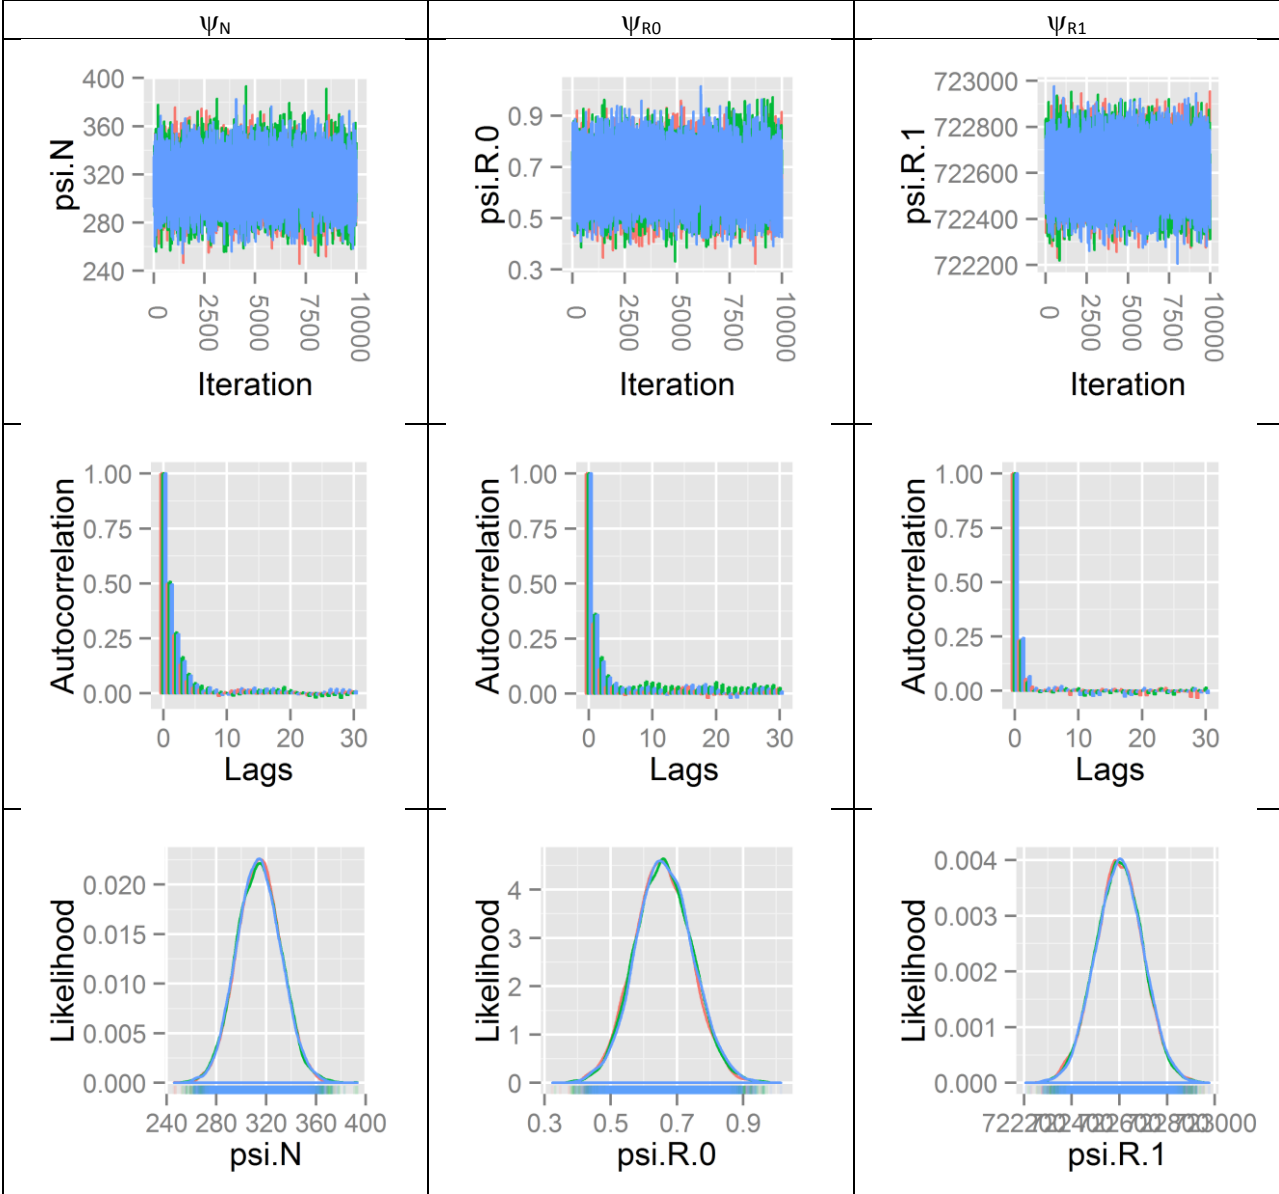 ψN ψR0 ψR1
400
360
320
280
240
psi.N
0 2500 5000 7500 10000
Iteration
0.9
0.7
0.5
0.3
psi.R.0
0 2500 5000 7500 10000
Iteration
723000
722800
722600
722400
722200
psi.R.1
0 2500 5000 7500 10000
Iteration
1.00
0.75
0.50
0.25
0.00
Autocorrelation
0 10 20 30
Lags
1.00
0.75
0.50
0.25
0.00
Autocorrelation
0 10 20 30
Lags
1.00
0.75
0.50
0.25
0.00
Autocorrelation
0 10 20 30
Lags
0.020
0.015
0.010
0.005
0.000
Likelihood
240 280 320 360 400
psi.N
4
3
2
1
0
Likelihood
0.3 0.5 0.7 0.9
psi.R.0
0.004
0.003
0.002
0.001
0.000
Likelihood
722200 722400 722600 722800 723000
psi.R.1